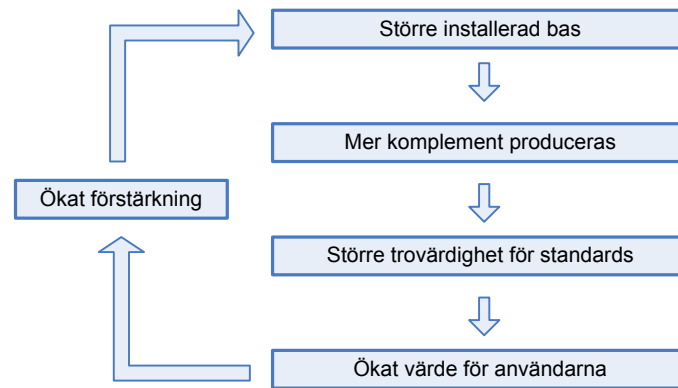 Större installerad bas
Mer komplement produceras
Ökat förstärkning
Större trovärdighet för standards
Ökat värde för användarna